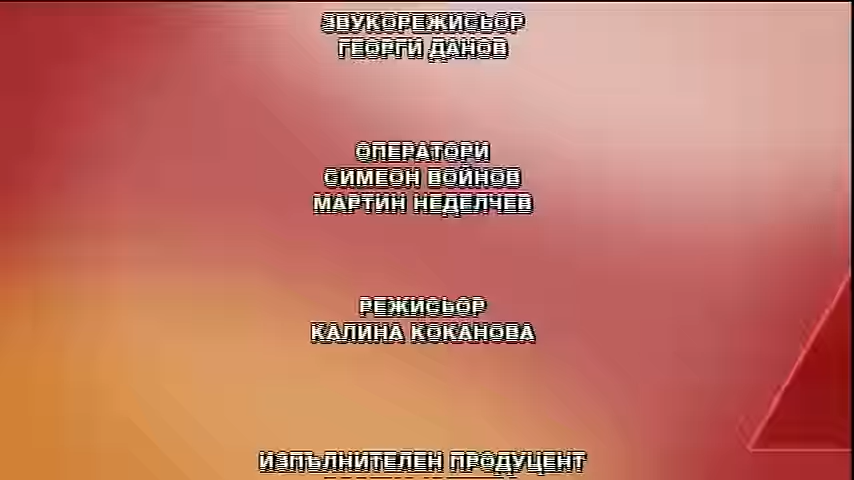 ЗВУКОРЕЖИСЬОР
ГЕОРГИ ДАНОВ
ОПЕРАТОРИ
СИМЕОН ВОЙНОВ
МАРТИН НЕДЕЛЧЕВ
РЕЖИСЬОР
КАЛИНА КОКАНОВА
ИЗПЪЛНИТЕЛЕН ПРОДУЦЕНТ